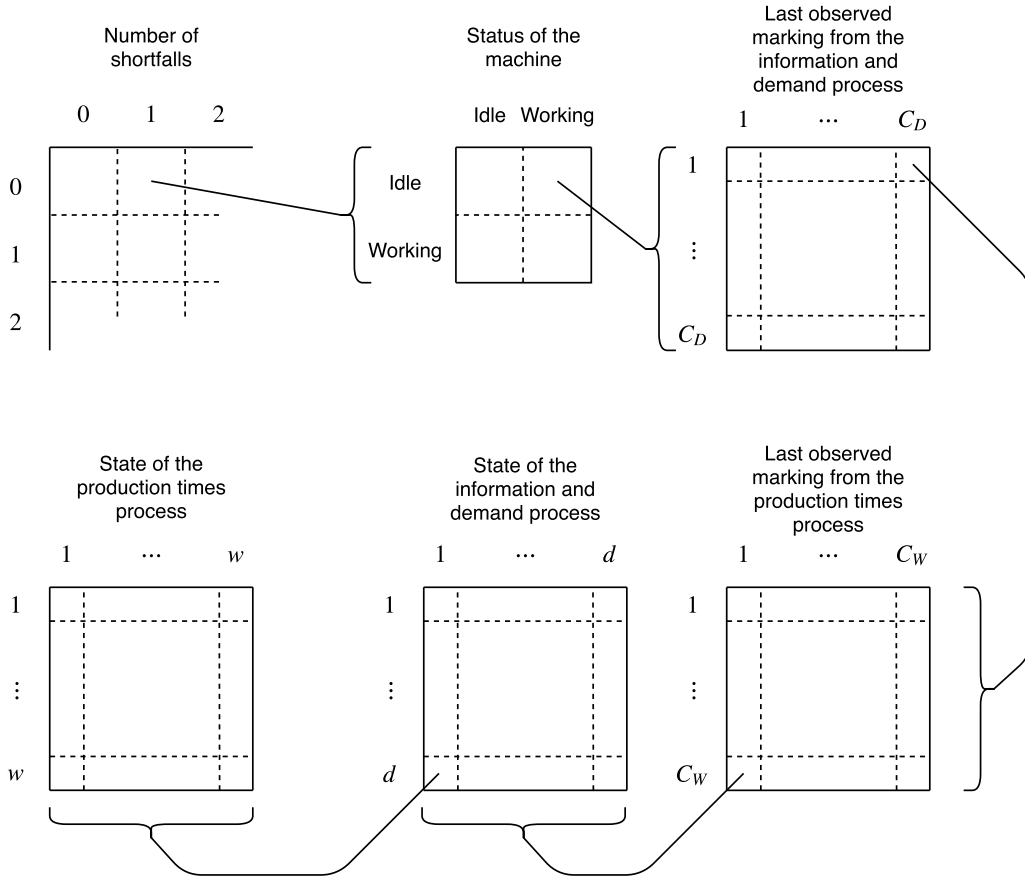 Number of
shortfalls
0 1 2
0
1
2
Status of the
machine
Idle Working
Idle
Working
Last observed
marking from the
information and
demand process
1 ⋯ C_D
1
⋮
C_D
State of the
production times
process
1 ⋯ w
1
⋮
w
State of the
information and
demand process
1 ⋯ d
1
⋮
d
Last observed
marking from the
production times
process
1 ⋯ C_W
1
⋮
C_W